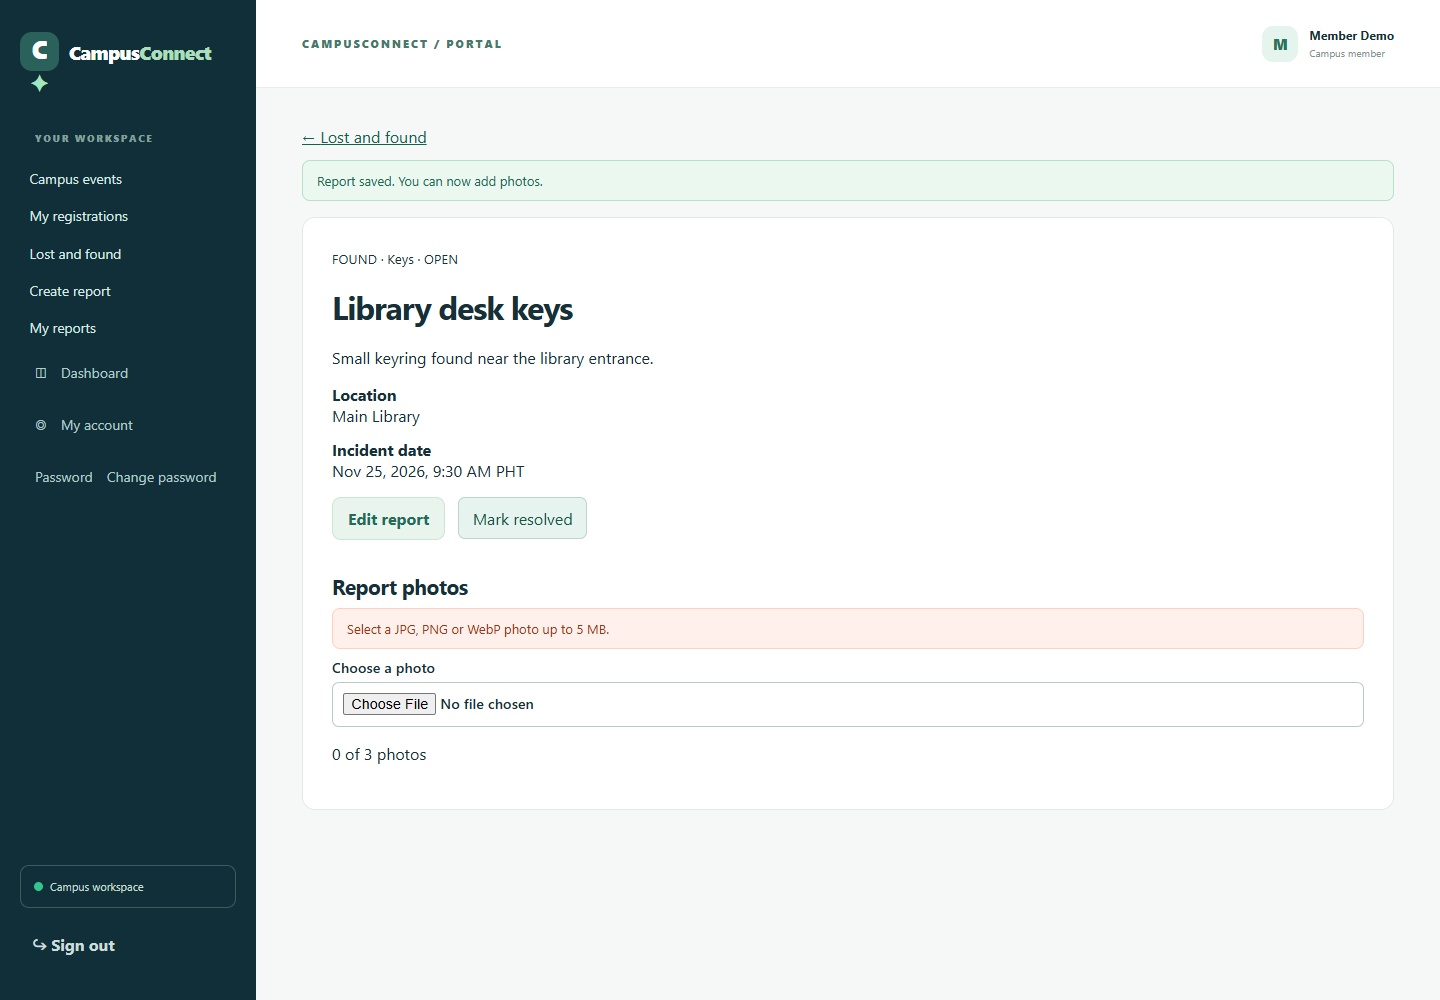 C CampusConnect
YOUR WORKSPACE
Campus events
My registrations
Lost and found
Create report
My reports
Dashboard
My account
Password Change password
Campus workspace
↪ Sign out
CAMPUSCONNECT / PORTAL
M
Member Demo
Campus member
← Lost and found
Report saved. You can now add photos.
FOUND · Keys · OPEN
Library desk keys
Small keyring found near the library entrance.
Location
Main Library
Incident date
Nov 25, 2026, 9:30 AM PHT
Edit report Mark resolved
Report photos
Select a JPG, PNG or WebP photo up to 5 MB.
Choose a photo
Choose File No file chosen
0 of 3 photos